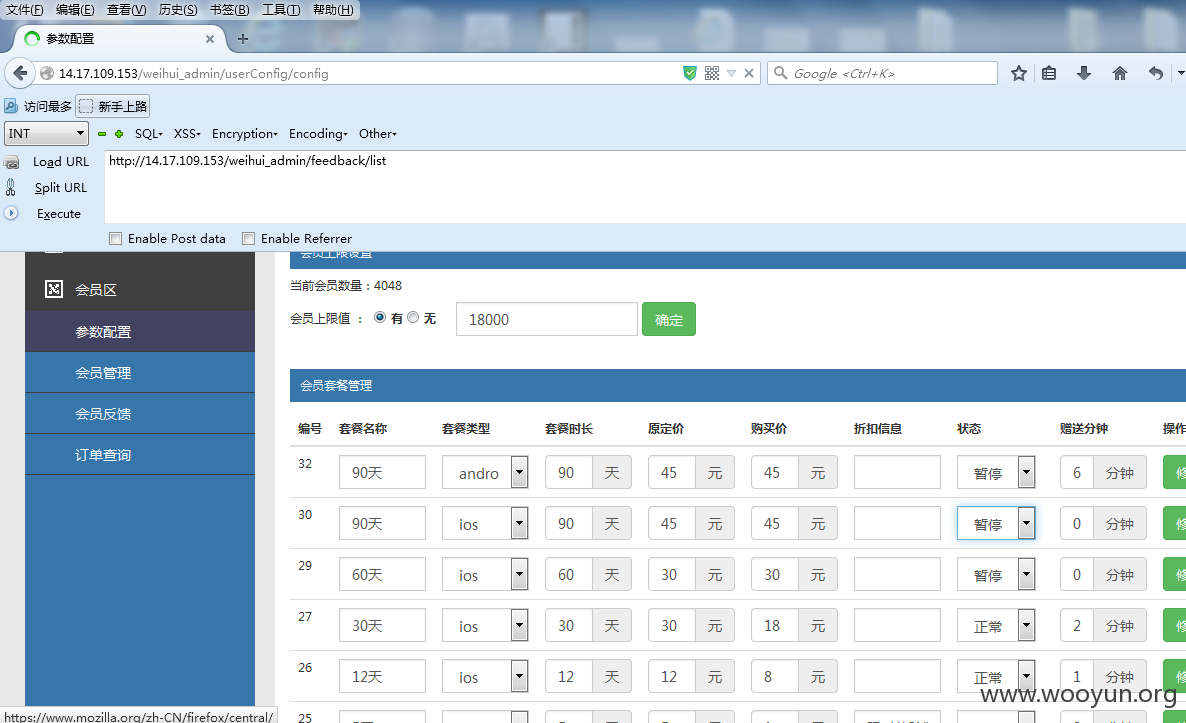 文件(F) 编辑(E) 查看(V) 历史(S) 书签(B) 工具(T) 帮助(H)
参数配置 × +
14.17.109.153/weihui_admin/userConfig/config
Google <Ctrl+K>
访问最多 新手上路
INT SQL XSS Encryption Encoding Other
Load URL http://14.17.109.153/weihui_admin/feedback/list
Split URL
Execute
Enable Post data Enable Referrer
会员上限设置
会员区
当前会员数量：4048
会员上限值 ： 有 无 18000 确定
参数配置
会员管理
会员套餐管理
会员反馈
编号 套餐名称 套餐类型 套餐时长 原定价 购买价 折扣信息 状态 赠送分钟 操作
订单查询
32 90天 andro 90 天 45 元 45 元 暂停 6 分钟 修
30 90天 ios 90 天 45 元 45 元 暂停 0 分钟 修
29 60天 ios 60 天 30 元 30 元 暂停 0 分钟 修
27 30天 ios 30 天 30 元 18 元 正常 2 分钟 修
26 12天 ios 12 天 12 元 8 元 正常 1 分钟 修
www.wooyun.org
25
https://www.mozilla.org/zh-CN/firefox/central/